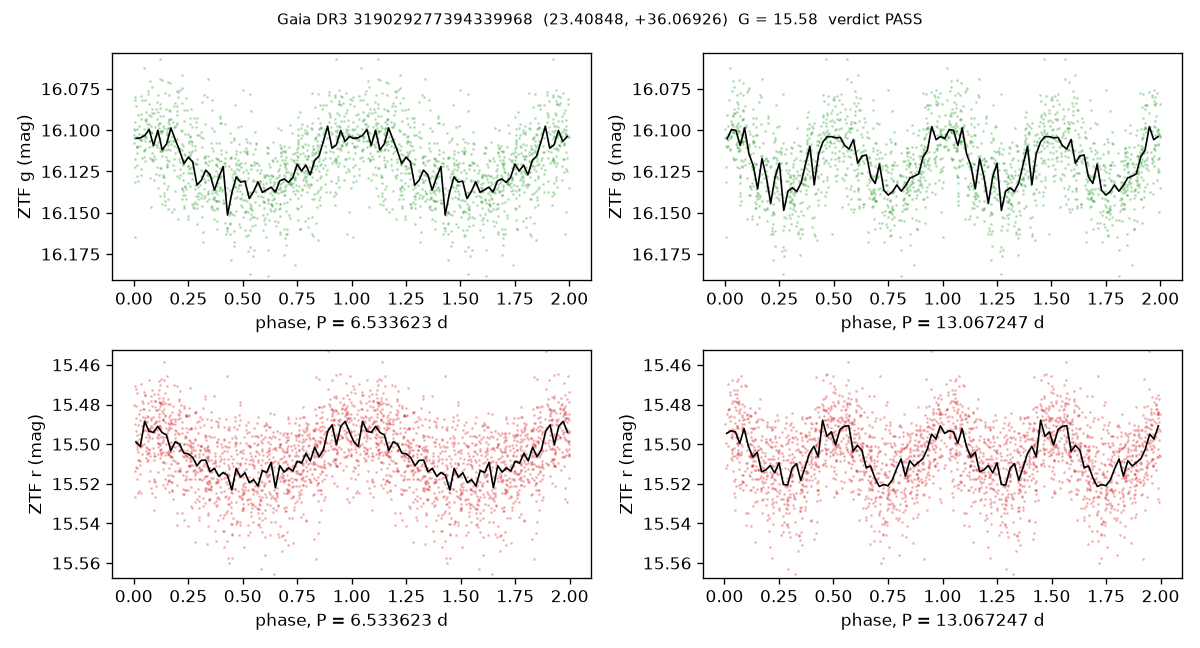 Gaia DR3 319029277394339968 (23.40848, +36.06926) G = 15.58 verdict PASS
ZTF g (mag)
16.075
16.100
16.125
16.150
16.175
0.00 0.25 0.50 0.75 1.00 1.25 1.50 1.75 2.00
phase, P = 6.533623 d
ZTF g (mag)
16.075
16.100
16.125
16.150
16.175
0.00 0.25 0.50 0.75 1.00 1.25 1.50 1.75 2.00
phase, P = 13.067247 d
ZTF r (mag)
15.46
15.48
15.50
15.52
15.54
15.56
0.00 0.25 0.50 0.75 1.00 1.25 1.50 1.75 2.00
phase, P = 6.533623 d
ZTF r (mag)
15.46
15.48
15.50
15.52
15.54
15.56
0.00 0.25 0.50 0.75 1.00 1.25 1.50 1.75 2.00
phase, P = 13.067247 d